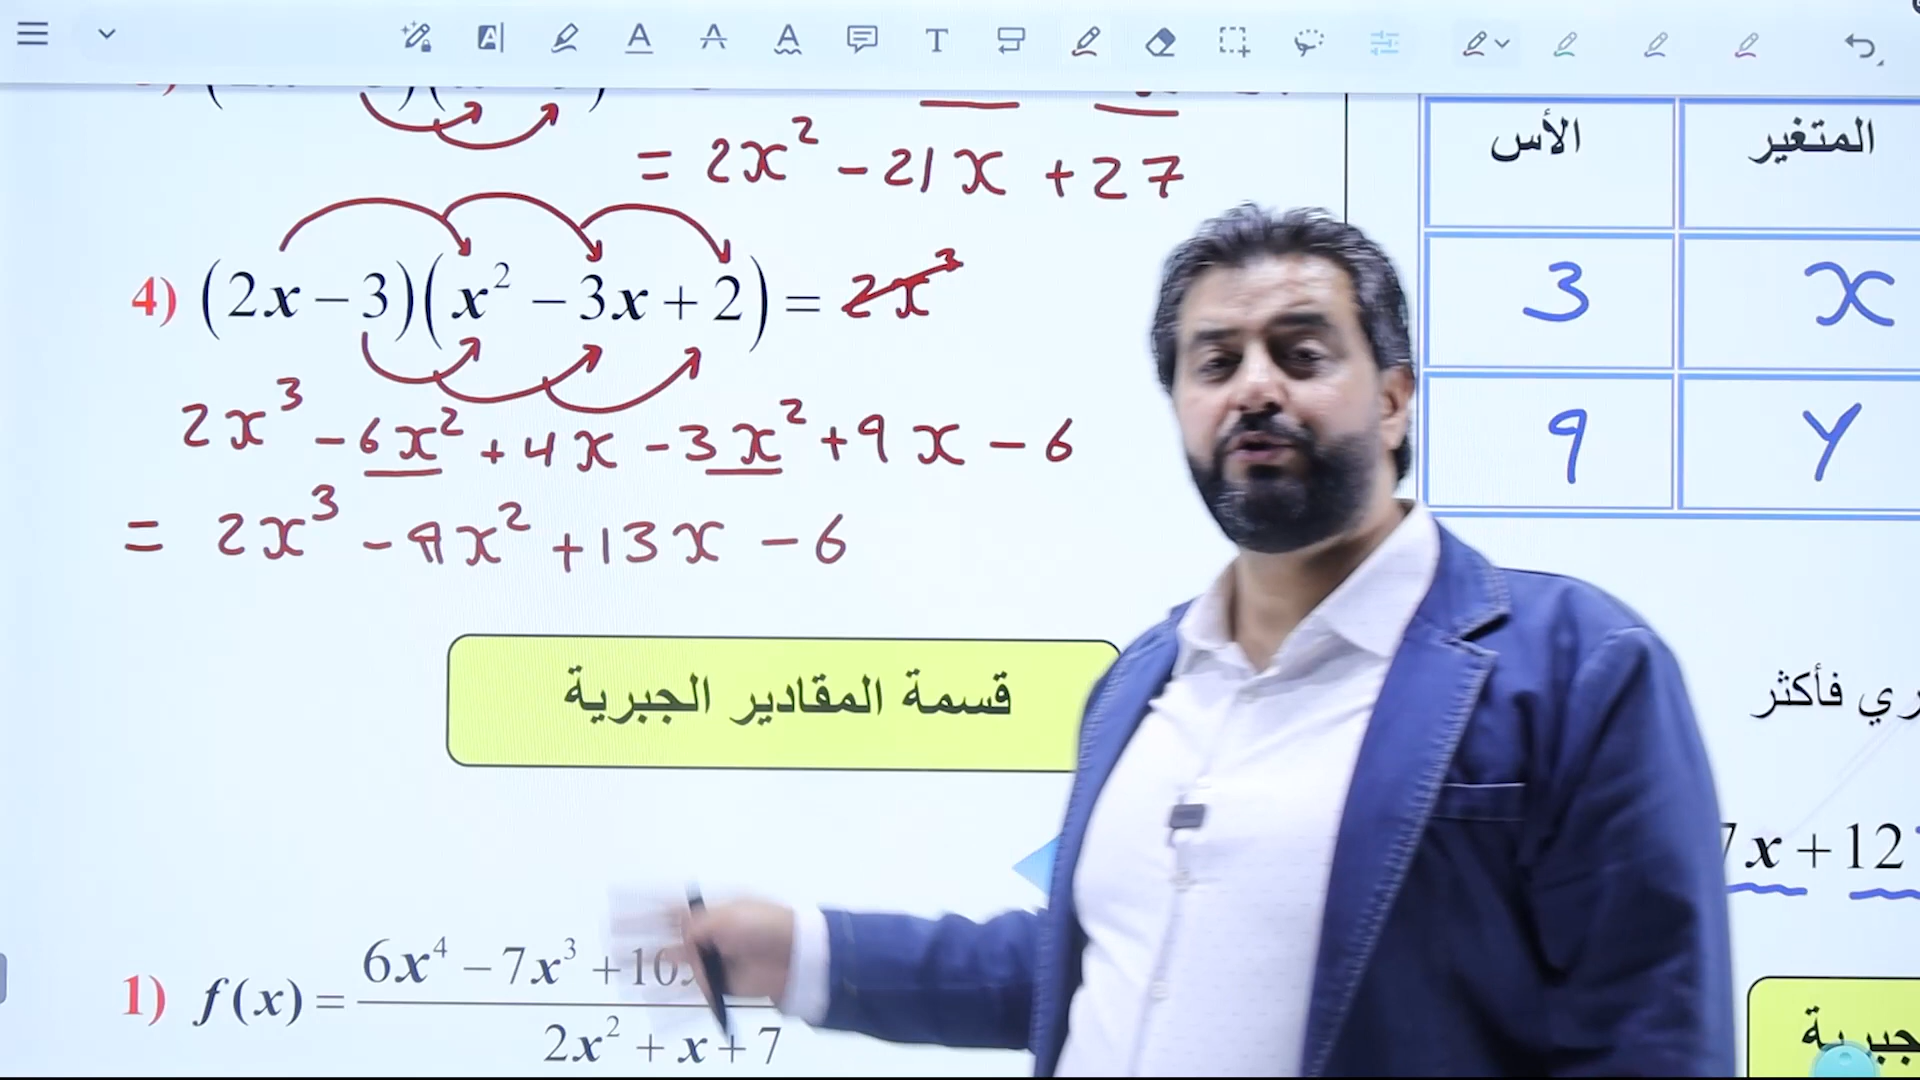 = 2x² - 21x + 27
4) (2x - 3)(x² - 3x + 2) = 2x³
2x³ - 6x² + 4x - 3x² + 9x - 6
= 2x³ - 9x² + 13x - 6
قسمة المقادير الجبرية
1) f(x) = (6x⁴ - 7x³ + 10) / (2x² + x + 7)
المتغير الأس
x 3
y 9
فأكثر
x + 12